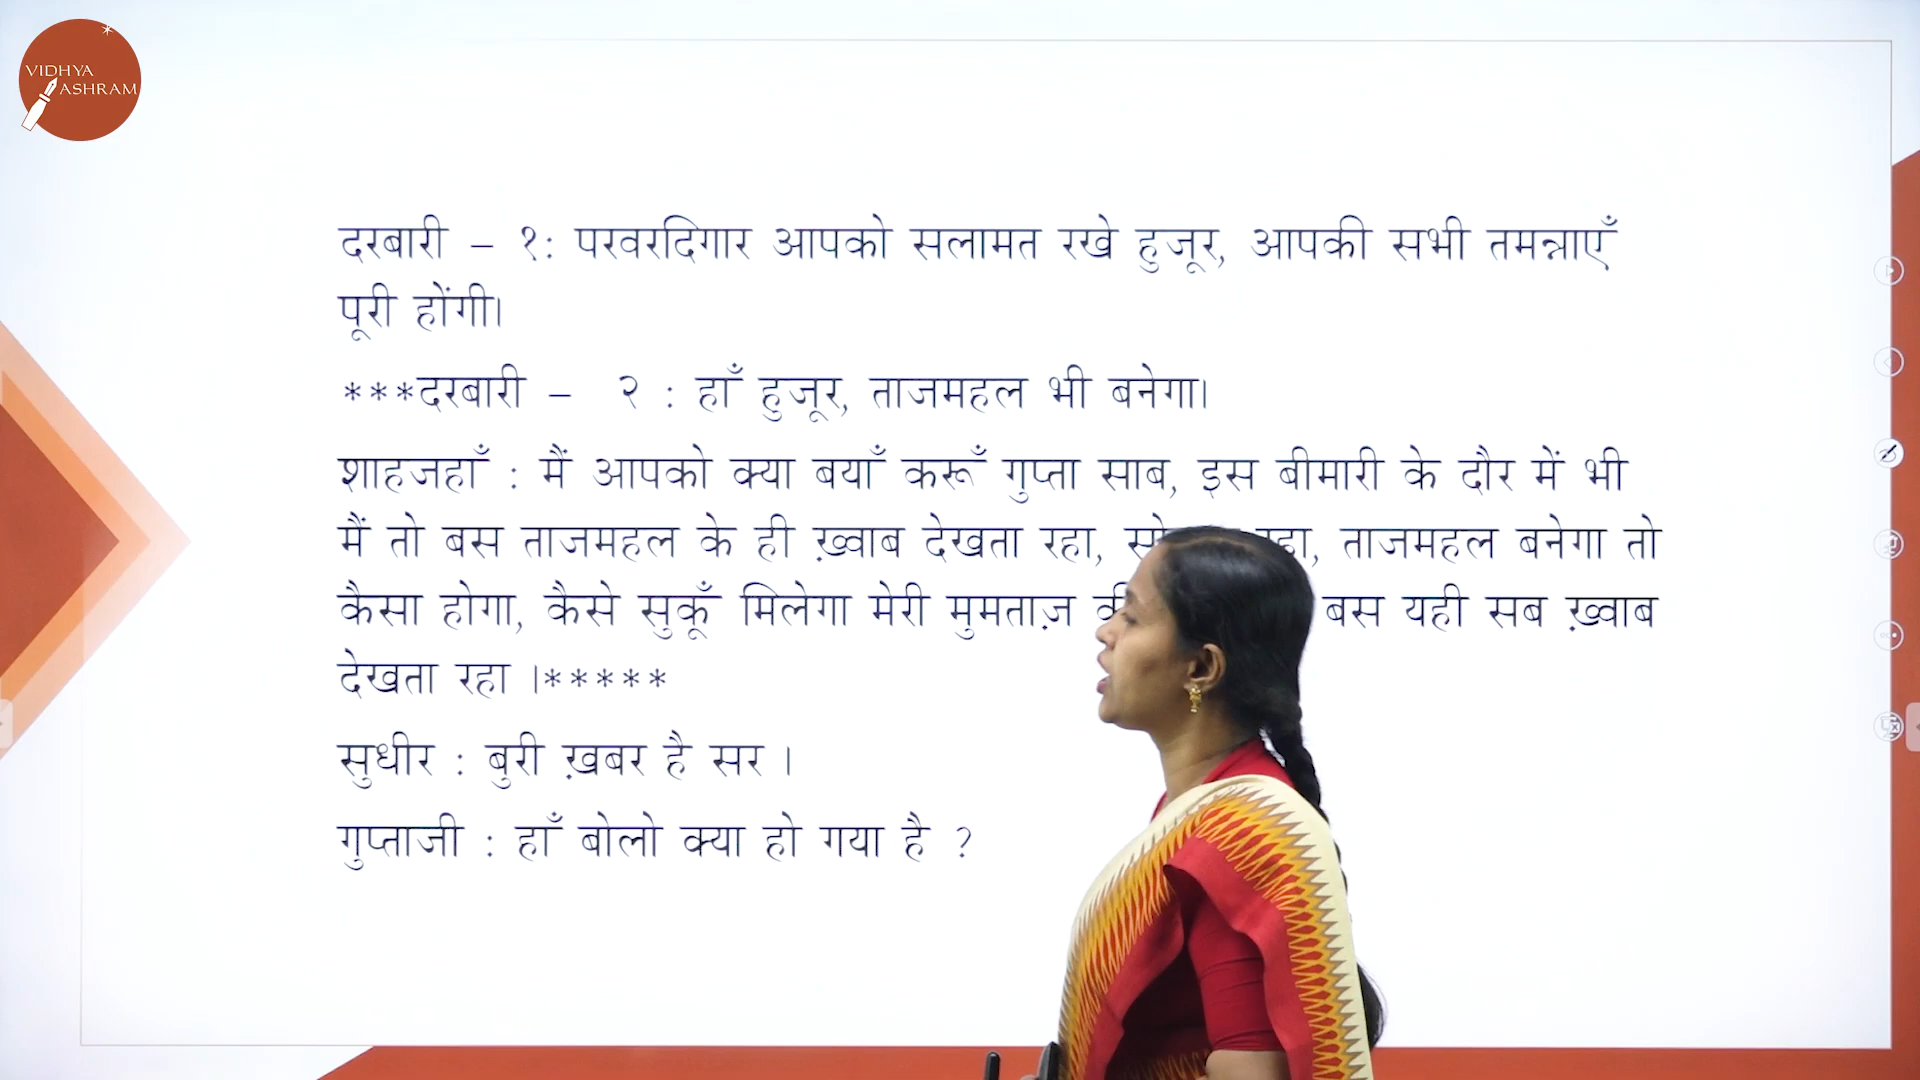 VIDHYA
ASHRAM
दरबारी – १: परवरदिगार आपको सलामत रखे हुजूर, आपकी सभी तमन्नाएँ
पूरी होंगी।
***दरबारी – २ : हाँ हुजूर, ताजमहल भी बनेगा।
शाहजहाँ : मैं आपको क्या बयाँ करूँ गुप्ता साब, इस बीमारी के दौर में भी
मैं तो बस ताजमहल के ही ख़्वाब देखता रहा, रहा, ताजमहल बनेगा तो
कैसा होगा, कैसे सुकूँ मिलेगा मेरी मुमताज़ बस यही सब ख़्वाब
देखता रहा ।*****
सुधीर : बुरी ख़बर है सर ।
गुप्ताजी : हाँ बोलो क्या हो गया है ?